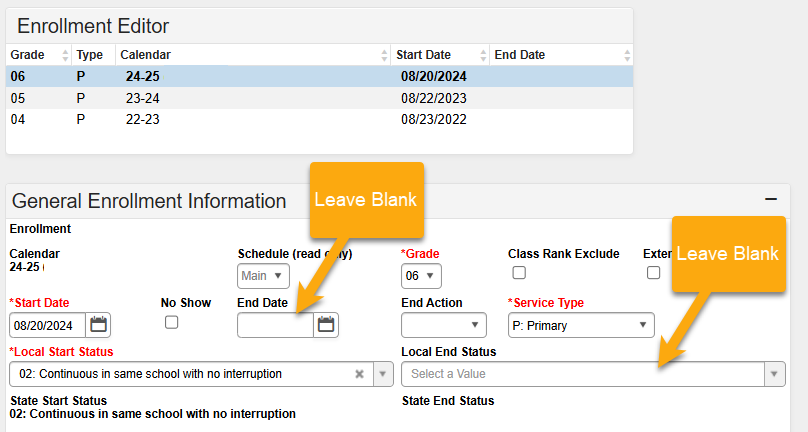 Enrollment Editor
Grade Type Calendar Start Date End Date
06 P 24-25 08/20/2024
05 P 23-24 08/22/2023
04 P 22-23 08/23/2022
Leave Blank
General Enrollment Information
Enrollment
Leave Blank
Calendar Schedule (read only) *Grade Class Rank Exclude
24-25 Main 06
*Start Date No Show End Date End Action *Service Type
08/20/2024 P: Primary
*Local Start Status Local End Status
02: Continuous in same school with no interruption Select a Value
State Start Status State End Status
02: Continuous in same school with no interruption